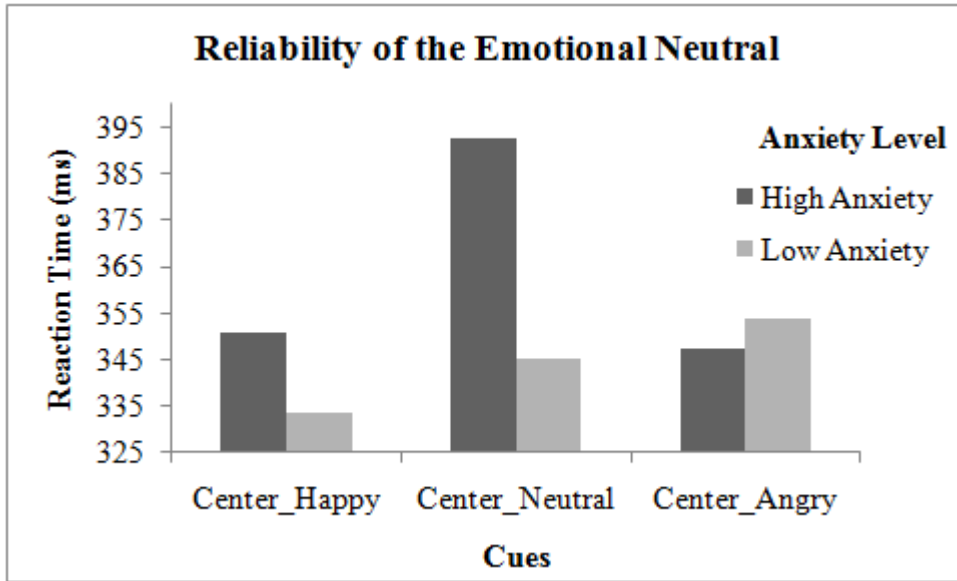 Reliability of the Emotional Neutral
Reaction Time (ms)
395
385
375
365
355
345
335
325
Anxiety Level
High Anxiety
Low Anxiety
Center_Happy
Center_Neutral
Center_Angry
Cues